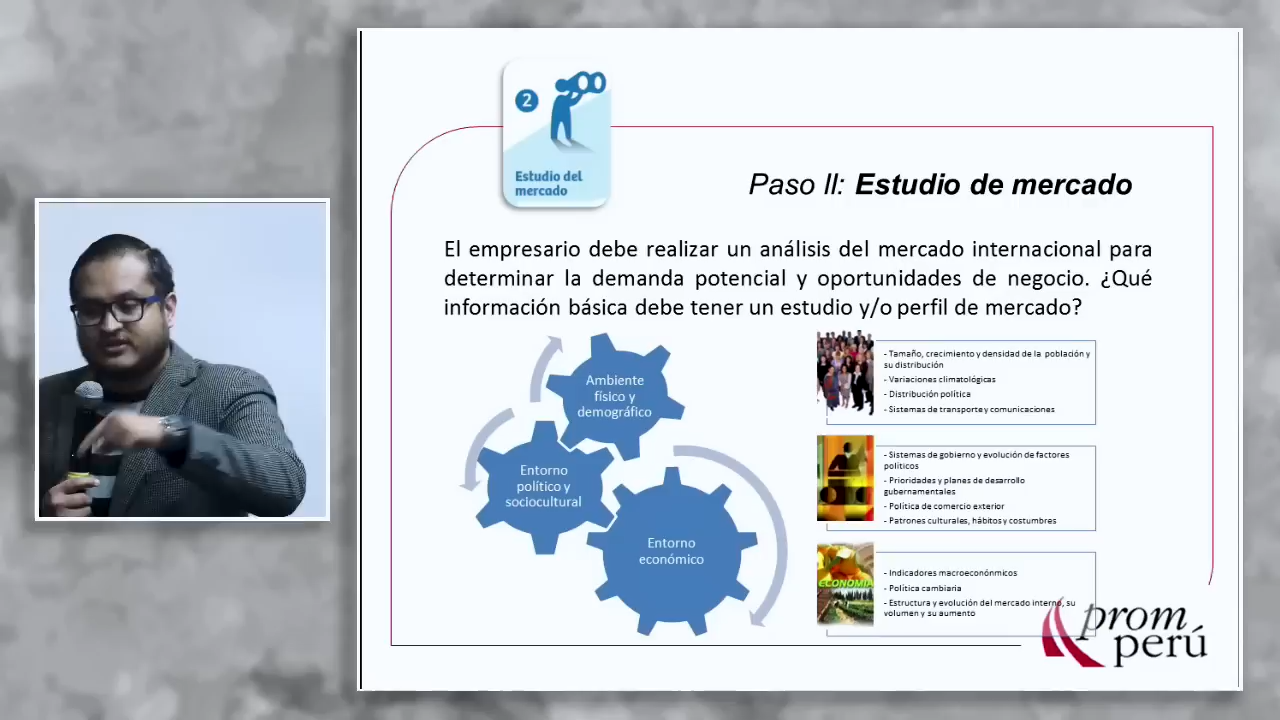 2
Estudio del
mercado
Paso II: Estudio de mercado
El empresario debe realizar un análisis del mercado internacional para
determinar la demanda potencial y oportunidades de negocio. ¿Qué
información básica debe tener un estudio y/o perfil de mercado?
Ambiente
físico y
demográfico
Entorno
político y
sociocultural
Entorno
económico
- Tamaño, crecimiento y densidad de la población y
su distribución
- Variaciones climatológicas
- Distribución política
- Sistemas de transporte y comunicaciones
- Sistemas de gobierno y evolución de factores
políticos
- Prioridades y planes de desarrollo
gubernamentales
- Política de comercio exterior
- Patrones culturales, hábitos y costumbres
ECONOMIA
- Indicadores macroeconónmicos
- Política cambiaria
- Estructura y evolución del mercado interno, su
volumen y su aumento
prom
perú